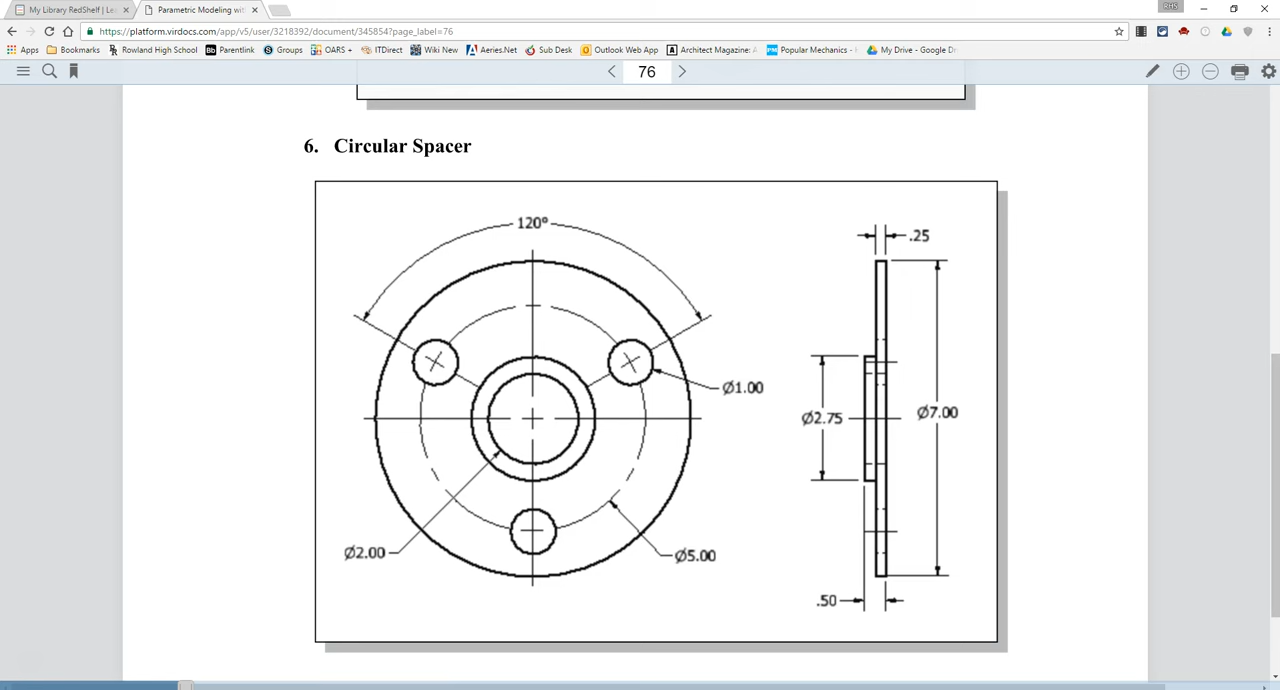 My Library RedShelf | Le
Parametric Modeling wit
RHS
https://platform.virdocs.com/app/v5/user/3218392/document/345854?page_label=76
Apps Bookmarks Rowland High School Bb Parentlink Groups OARS + ITDirect Wiki New Aeries.Net Sub Desk Outlook Web App Architect Magazine: A PM Popular Mechanics - My Drive - Google Dr
76
6. Circular Spacer
120°
.25
Ø1.00
Ø2.75
Ø7.00
Ø2.00
Ø5.00
.50